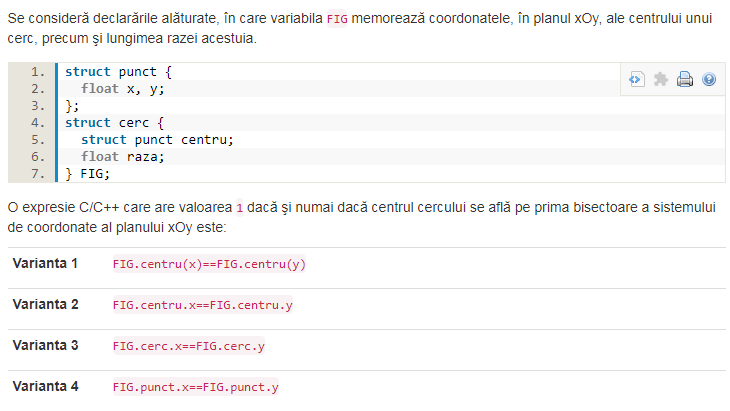 Se consideră declarările alăturate, în care variabila FIG memorează coordonatele, în planul xOy, ale centrului unui
cerc, precum şi lungimea razei acestuia.
1. struct punct {
2. float x, y;
3. };
4. struct cerc {
5. struct punct centru;
6. float raza;
7. } FIG;
O expresie C/C++ care are valoarea 1 dacă şi numai dacă centrul cercului se află pe prima bisectoare a sistemului
de coordonate al planului xOy este:
Varianta 1 FIG.centru(x)==FIG.centru(y)
Varianta 2 FIG.centru.x==FIG.centru.y
Varianta 3 FIG.cerc.x==FIG.cerc.y
Varianta 4 FIG.punct.x==FIG.punct.y